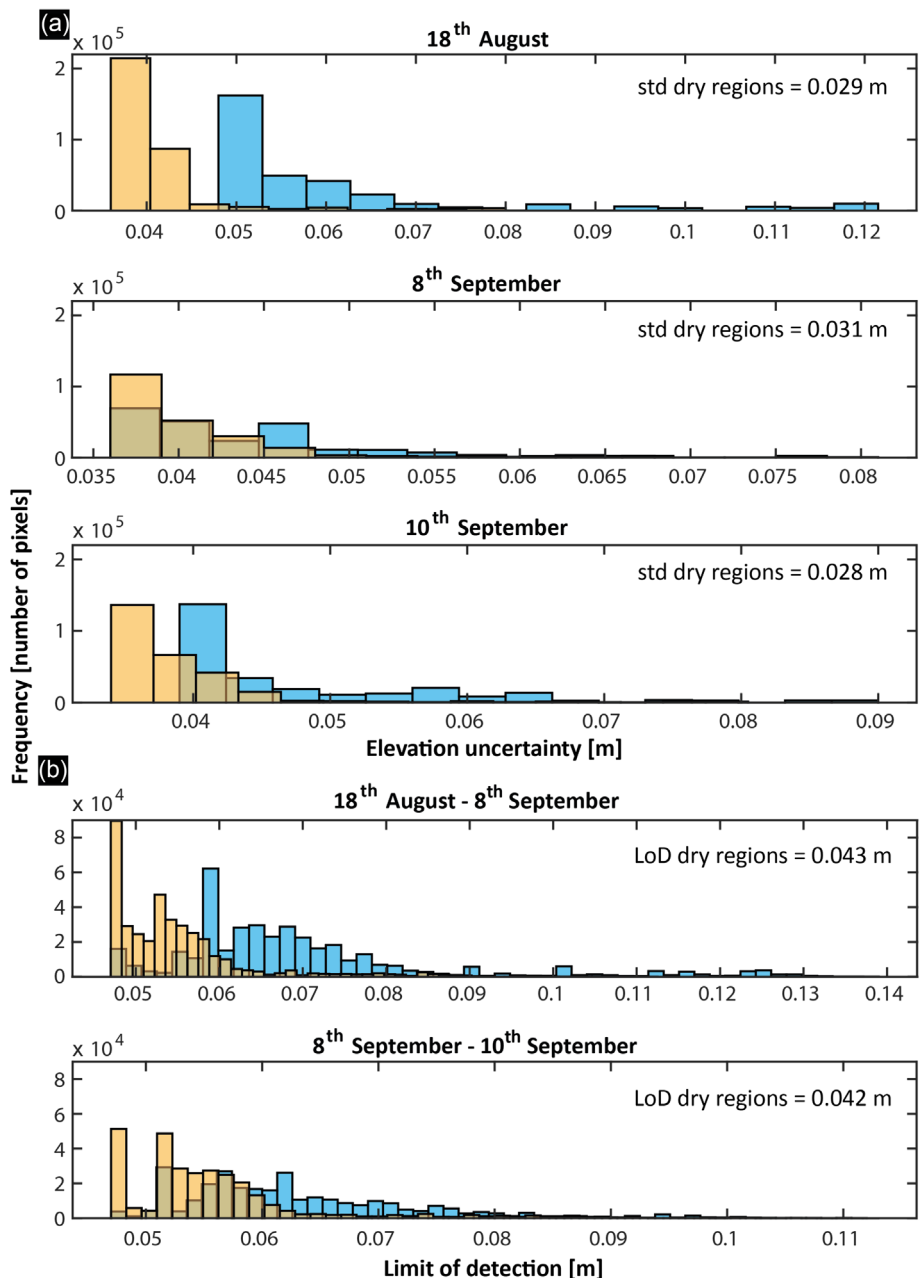 (a)
18th August
x 10^5
std dry regions = 0.029 m
2
1
0
0.04 0.05 0.06 0.07 0.08 0.09 0.1 0.11 0.12
8th September
x 10^5
std dry regions = 0.031 m
2
1
0
0.035 0.04 0.045 0.05 0.055 0.06 0.065 0.07 0.075 0.08
10th September
x 10^5
std dry regions = 0.028 m
2
1
0
0.04 0.05 0.06 0.07 0.08 0.09
Elevation uncertainty [m]
Frequency [number of pixels]
(b)
18th August - 8th September
x 10^4
LoD dry regions = 0.043 m
8
6
4
2
0
0.05 0.06 0.07 0.08 0.09 0.1 0.11 0.12 0.13 0.14
8th September - 10th September
x 10^4
LoD dry regions = 0.042 m
8
6
4
2
0
0.05 0.06 0.07 0.08 0.09 0.1 0.11
Limit of detection [m]